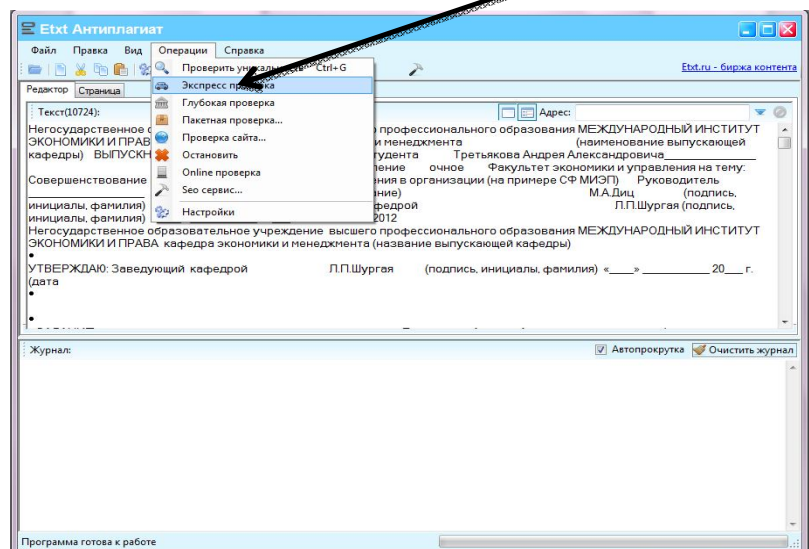 Etxt Антиплагиат
Файл Правка Вид Операции Справка
Проверить Ctrl+G
Etxt.ru - биржа контента
Экспресс проверка
Редактор Страница
Глубокая проверка
Текст(10724):
Адрес:
Пакетная проверка...
Негосударственное о профессионального образования МЕЖДУНАРОДНЫЙ ИНСТИТУТ
Проверка сайта...
ЭКОНОМИКИ И ПРАВ и менеджмента (наименование выпускающей
Остановить
кафедры) ВЫПУСКН тудента Третьякова Андрея Александровича
Online проверка
ление очное Факультет экономики и управления на тему:
Seo сервис...
Совершенствование ения в организации (на примере СФ МИЭП) Руководитель
ание) М.А.Диц (подпись,
Настройки
инициалы, фамилия) федрой Л.П.Шургая (подпись,
инициалы, фамилия) 2012
Негосударственное образовательное учреждение высшего профессионального образования МЕЖДУНАРОДНЫЙ ИНСТИТУТ
ЭКОНОМИКИ И ПРАВА кафедра экономики и менеджмента (название выпускающей кафедры)
•
УТВЕРЖДАЮ: Заведующий кафедрой Л.П.Шургая (подпись, инициалы, фамилия) «____» __________ 20___ г.
(дата
•
•
Журнал:
Автопрокрутка Очистить журнал
Программа готова к работе